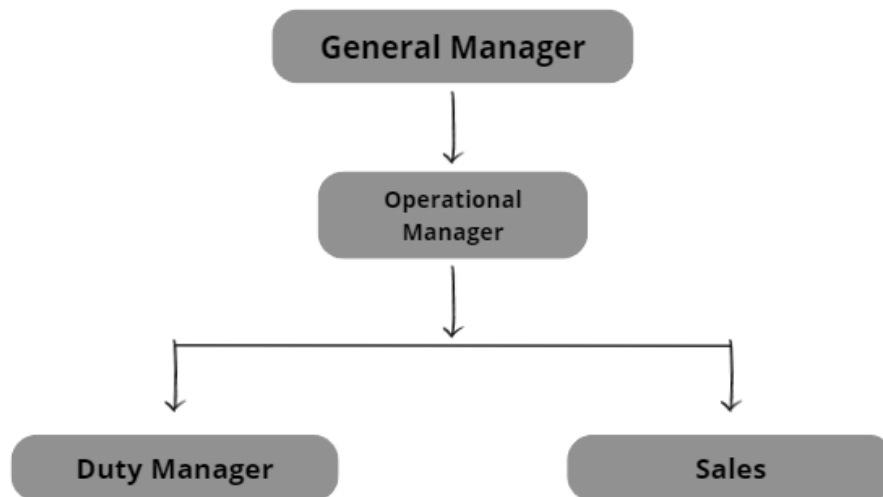 General Manager
Operational
Manager
Duty Manager
Sales